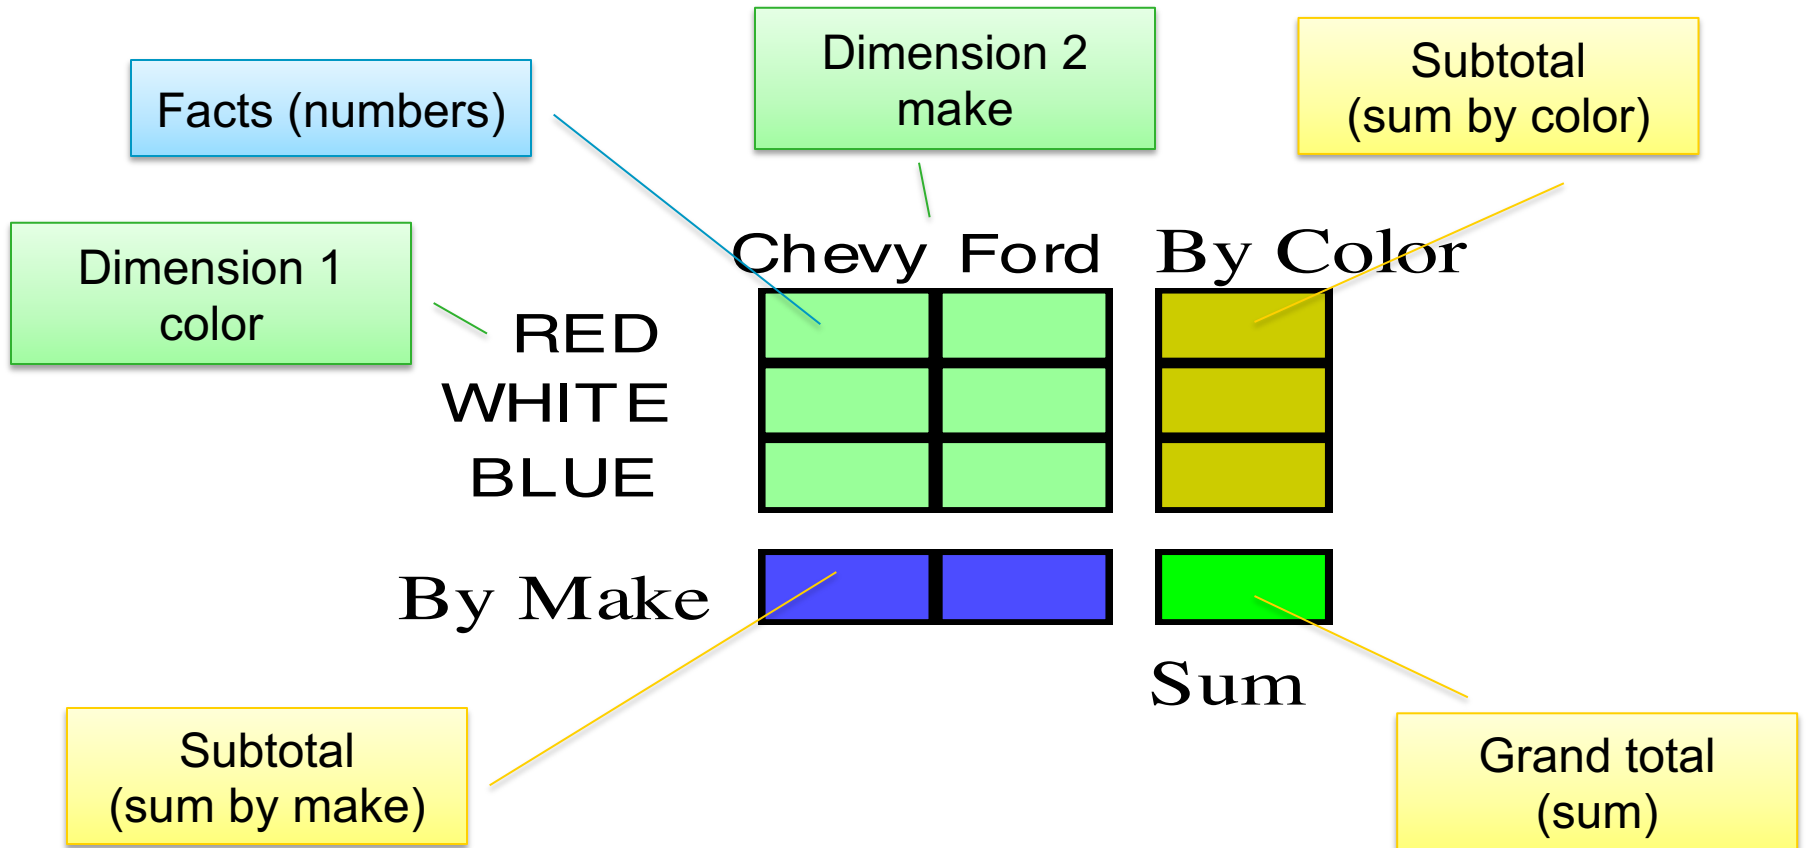 Dimension 2
make
Subtotal
(sum by color)
Facts (numbers)
Dimension 1
color
Chevy Ford By Color
RED
WHITE
BLUE
By Make
Sum
Subtotal
(sum by make)
Grand total
(sum)